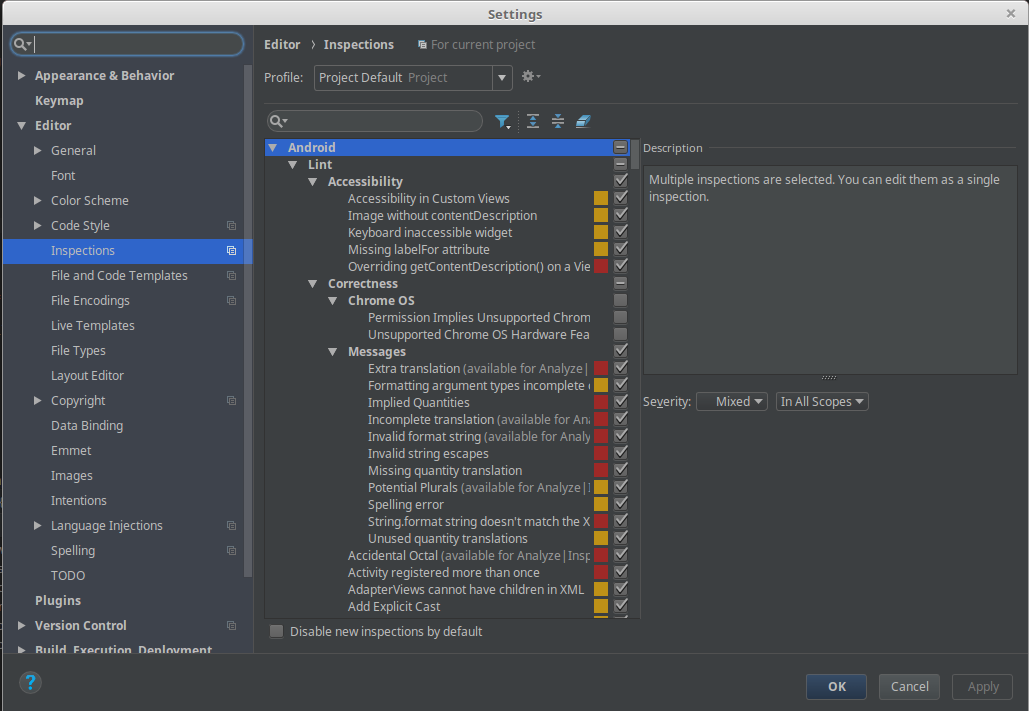 Settings
Appearance & Behavior
Keymap
Editor
General
Font
Color Scheme
Code Style
Inspections
File and Code Templates
File Encodings
Live Templates
File Types
Layout Editor
Copyright
Data Binding
Emmet
Images
Intentions
Language Injections
Spelling
TODO
Plugins
Version Control
Build, Execution, Deployment
Editor › Inspections For current project
Profile: Project Default Project
Android
Lint
Accessibility
Accessibility in Custom Views
Image without contentDescription
Keyboard inaccessible widget
Missing labelFor attribute
Overriding getContentDescription() on a Vie
Correctness
Chrome OS
Permission Implies Unsupported Chrom
Unsupported Chrome OS Hardware Fea
Messages
Extra translation (available for Analyze|
Formatting argument types incomplete
Implied Quantities
Incomplete translation (available for Ana
Invalid format string (available for Analy
Invalid string escapes
Missing quantity translation
Potential Plurals (available for Analyze|I
Spelling error
String.format string doesn't match the X
Unused quantity translations
Accidental Octal (available for Analyze|Insp
Activity registered more than once
AdapterViews cannot have children in XML
Add Explicit Cast
Disable new inspections by default
Description
Multiple inspections are selected. You can edit them as a single
inspection.
Severity: Mixed In All Scopes
?
OK Cancel Apply